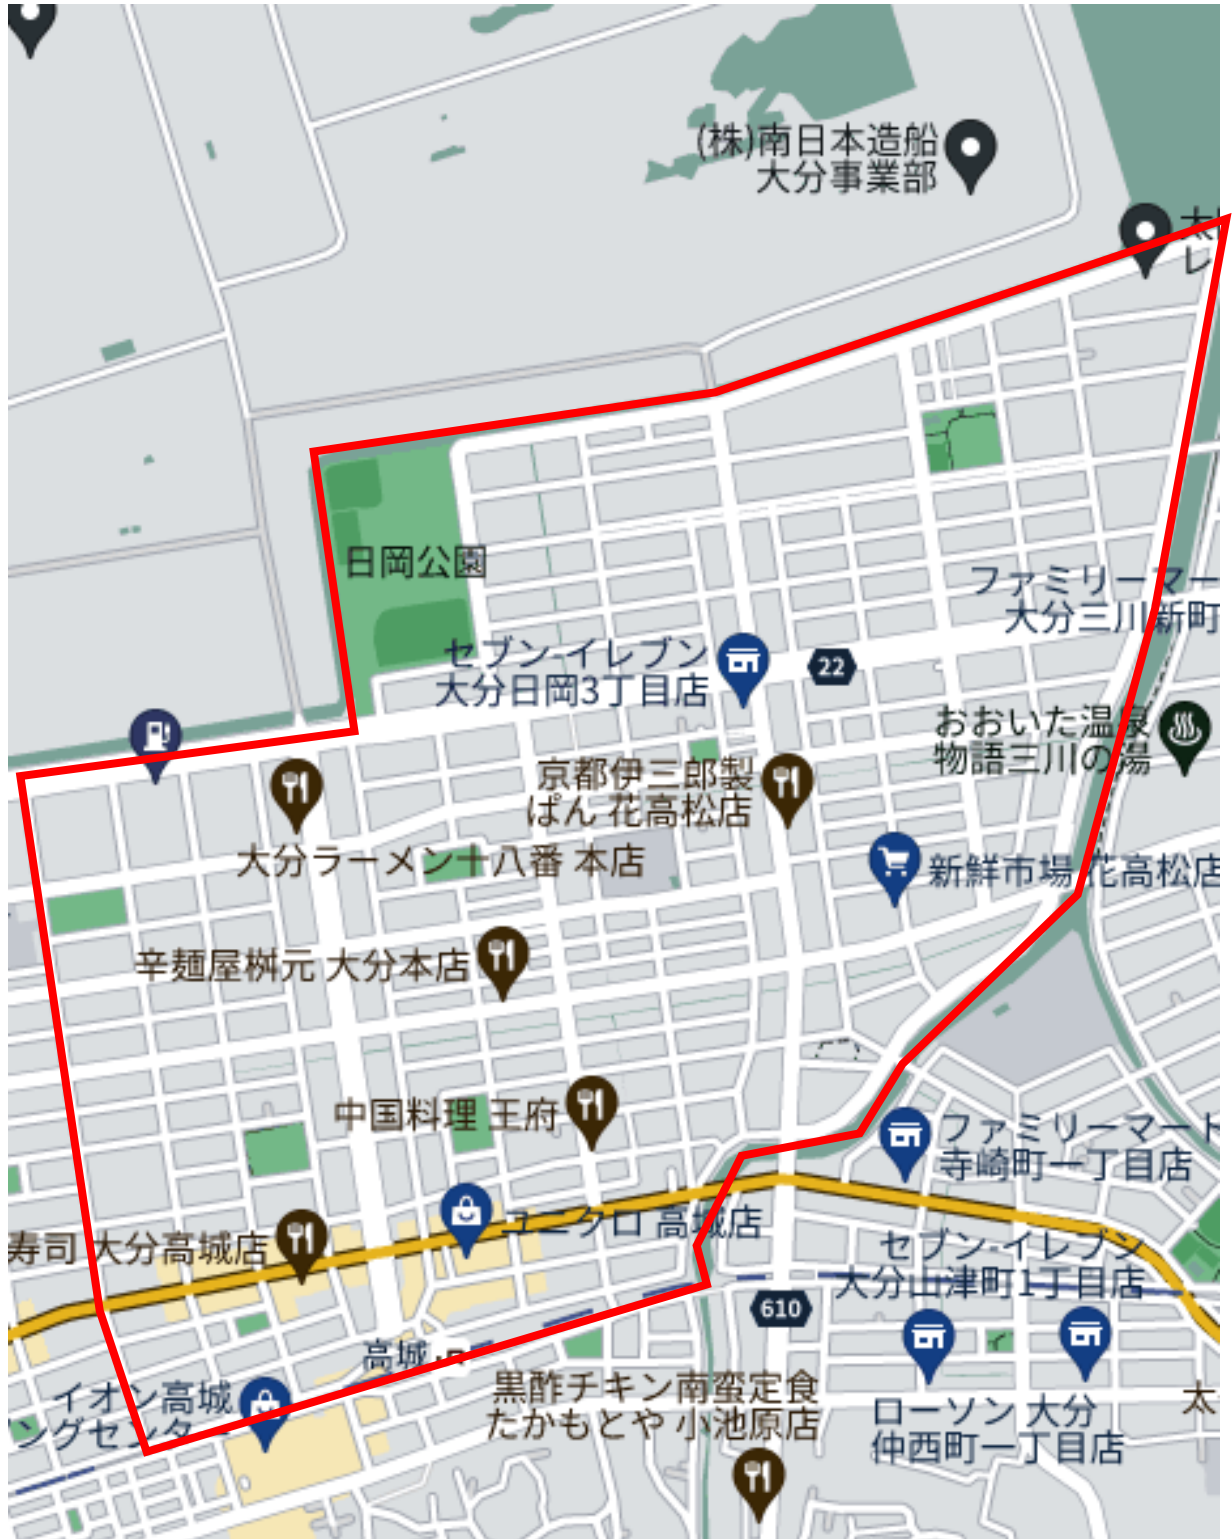 (株)南日本造船
大分事業部
日岡公園
ファミリーマー
大分三川新町
セブン-イレブン
大分日岡3丁目店
22
おおいた温泉
物語三川の湯
京都伊三郎製
ぱん 花高松店
大分ラーメン十八番 本店
新鮮市場 花高松店
辛麺屋桝元 大分本店
中国料理 王府
ファミリーマート
寺崎町一丁目店
ユニクロ 高城店
寿司 大分高城店
セブン-イレブン
大分山津町1丁目店
610
高城
イオン高城
ングセンター
黒酢チキン南蛮定食
たかもとや 小池原店
ローソン 大分
仲西町一丁目店
太